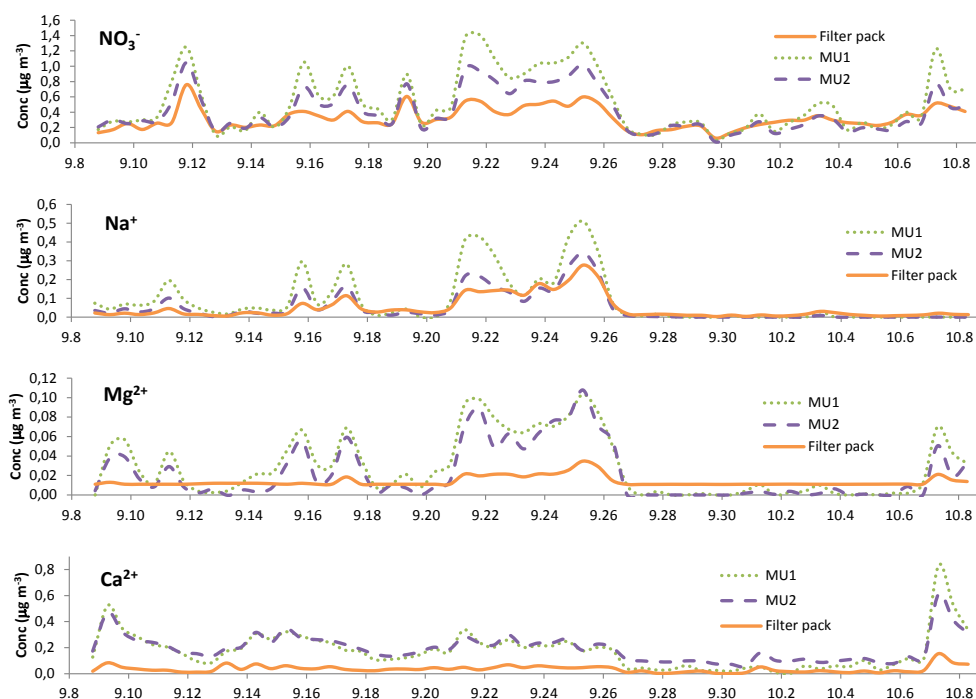 Conc (µg m-3)
1,6
1,4
1,2
1,0
0,8
0,6
0,4
0,2
0,0
NO3-
Filter pack
MU1
MU2
9.8 9.10 9.12 9.14 9.16 9.18 9.20 9.22 9.24 9.26 9.28 9.30 10.2 10.4 10.6 10.8
Conc (µg m-3)
0,6
0,5
0,4
0,3
0,2
0,1
0,0
Na+
MU1
MU2
Filter pack
9.8 9.10 9.12 9.14 9.16 9.18 9.20 9.22 9.24 9.26 9.28 9.30 10.2 10.4 10.6 10.8
Conc (µg m-3)
0,12
0,10
0,08
0,06
0,04
0,02
0,00
Mg2+
MU1
MU2
Filter pack
9.8 9.10 9.12 9.14 9.16 9.18 9.20 9.22 9.24 9.26 9.28 9.30 10.2 10.4 10.6 10.8
Conc (µg m-3)
0,8
0,6
0,4
0,2
0,0
Ca2+
MU1
MU2
Filter pack
9.8 9.10 9.12 9.14 9.16 9.18 9.20 9.22 9.24 9.26 9.28 9.30 10.2 10.4 10.6 10.8